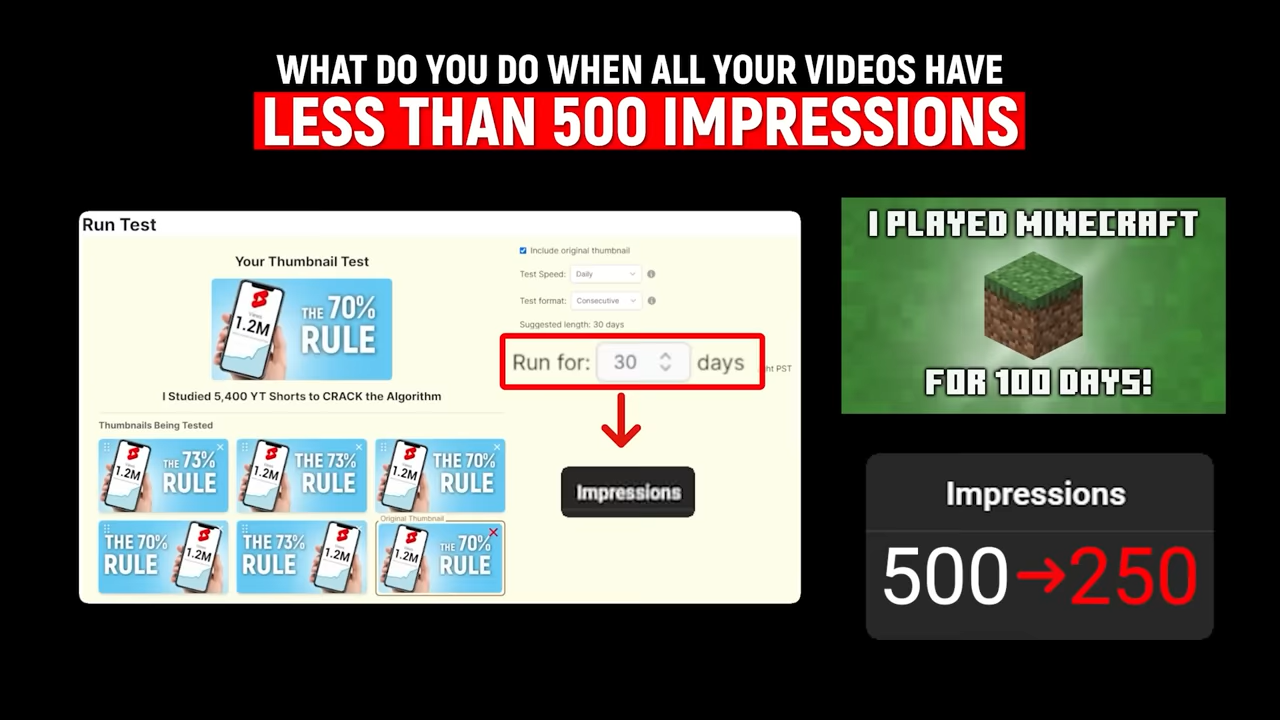 WHAT DO YOU DO WHEN ALL YOUR VIDEOS HAVE
LESS THAN 500 IMPRESSIONS
Run Test
Your Thumbnail Test
Views
1.2M
THE 70%
RULE
I Studied 5,400 YT Shorts to CRACK the Algorithm
Thumbnails Being Tested
1.2M
THE 73%
RULE
1.2M
THE 73%
RULE
1.2M
THE 70%
RULE
THE 70%
RULE
1.2M
THE 73%
RULE
1.2M
Original Thumbnail
1.2M
THE 70%
RULE
Include original thumbnail
Test Speed: Daily
Test format: Consecutive
Suggested length: 30 days
Run for: 30 days
ht PST
Impressions
I PLAYED MINECRAFT
FOR 100 DAYS!
Impressions
500→250